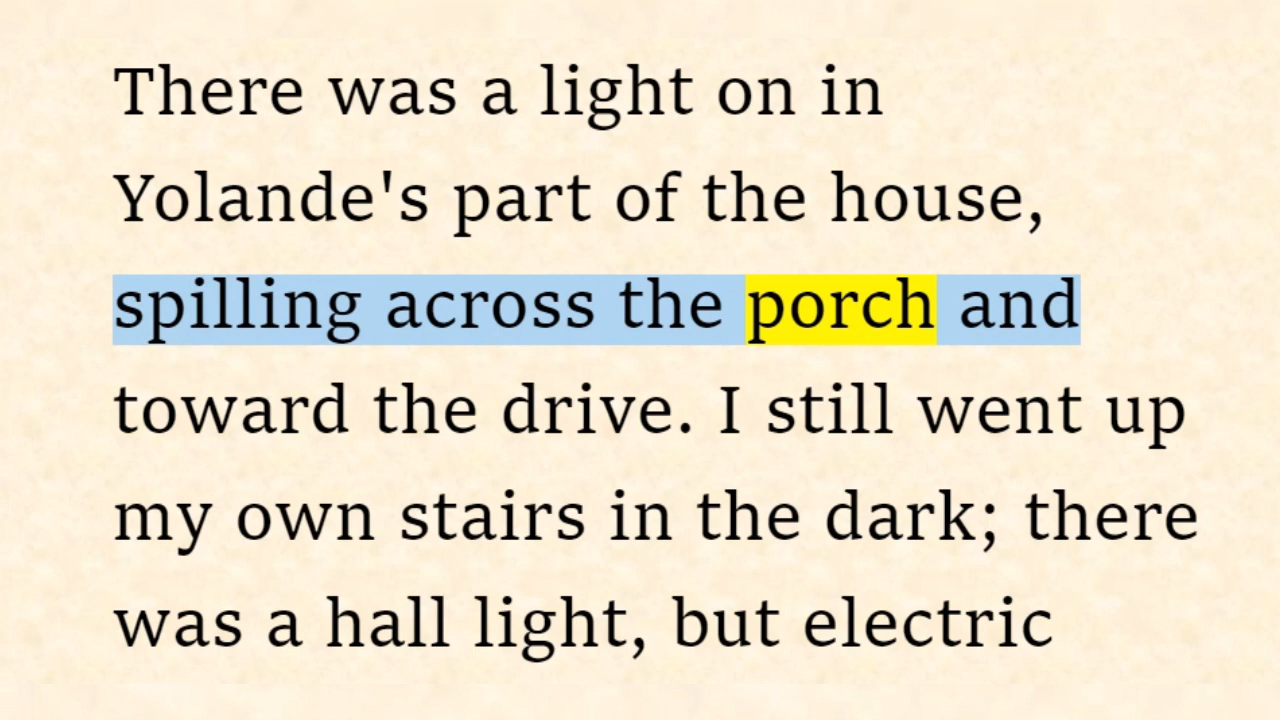 There was a light on in
Yolande's part of the house,
spilling across the porch and
toward the drive. I still went up
my own stairs in the dark; there
was a hall light, but electric